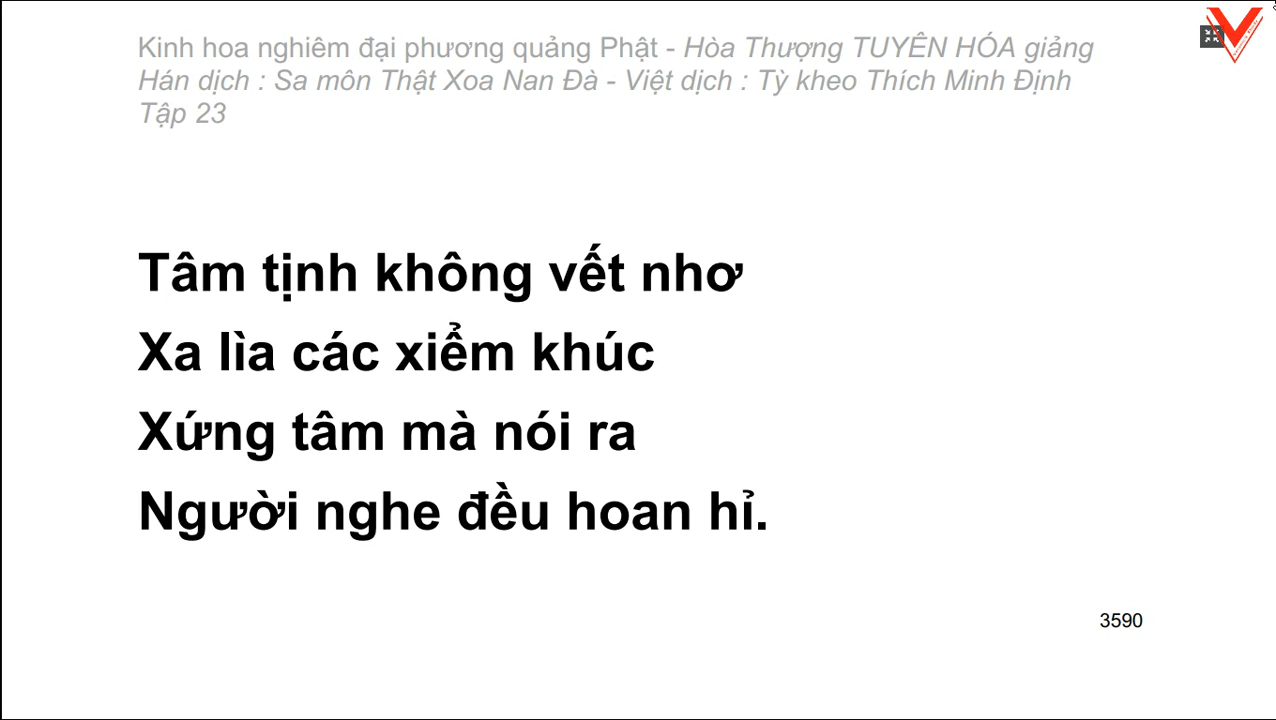 Kinh hoa nghiêm đại phương quảng Phật - Hòa Thượng TUYÊN HÓA giảng
Hán dịch : Sa môn Thật Xoa Nan Đà - Việt dịch : Tỳ kheo Thích Minh Định
Tập 23
Tâm tịnh không vết nhơ
Xa lìa các xiểm khúc
Xứng tâm mà nói ra
Người nghe đều hoan hỉ.
3590